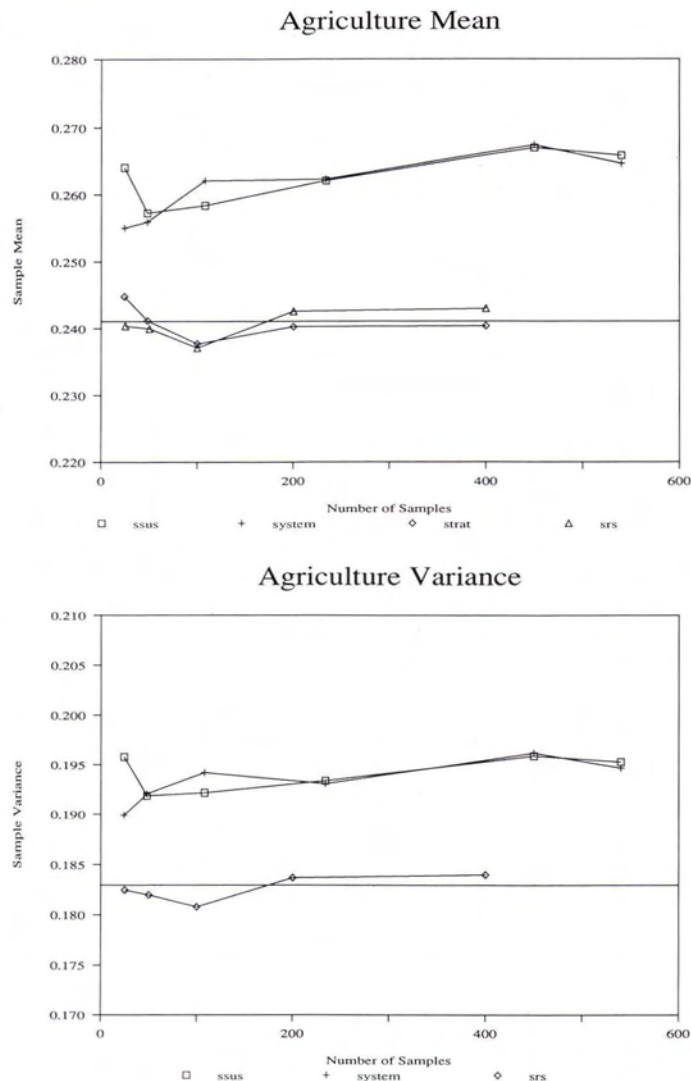 Agriculture Mean
0.280
0.270
0.260
0.250
0.240
0.230
0.220
Sample Mean
0
200
400
600
Number of Samples
ssus
system
strat
srs
Agriculture Variance
0.210
0.205
0.200
0.195
0.190
0.185
0.180
0.175
0.170
Sample Variance
0
200
400
600
Number of Samples
ssus
system
srs